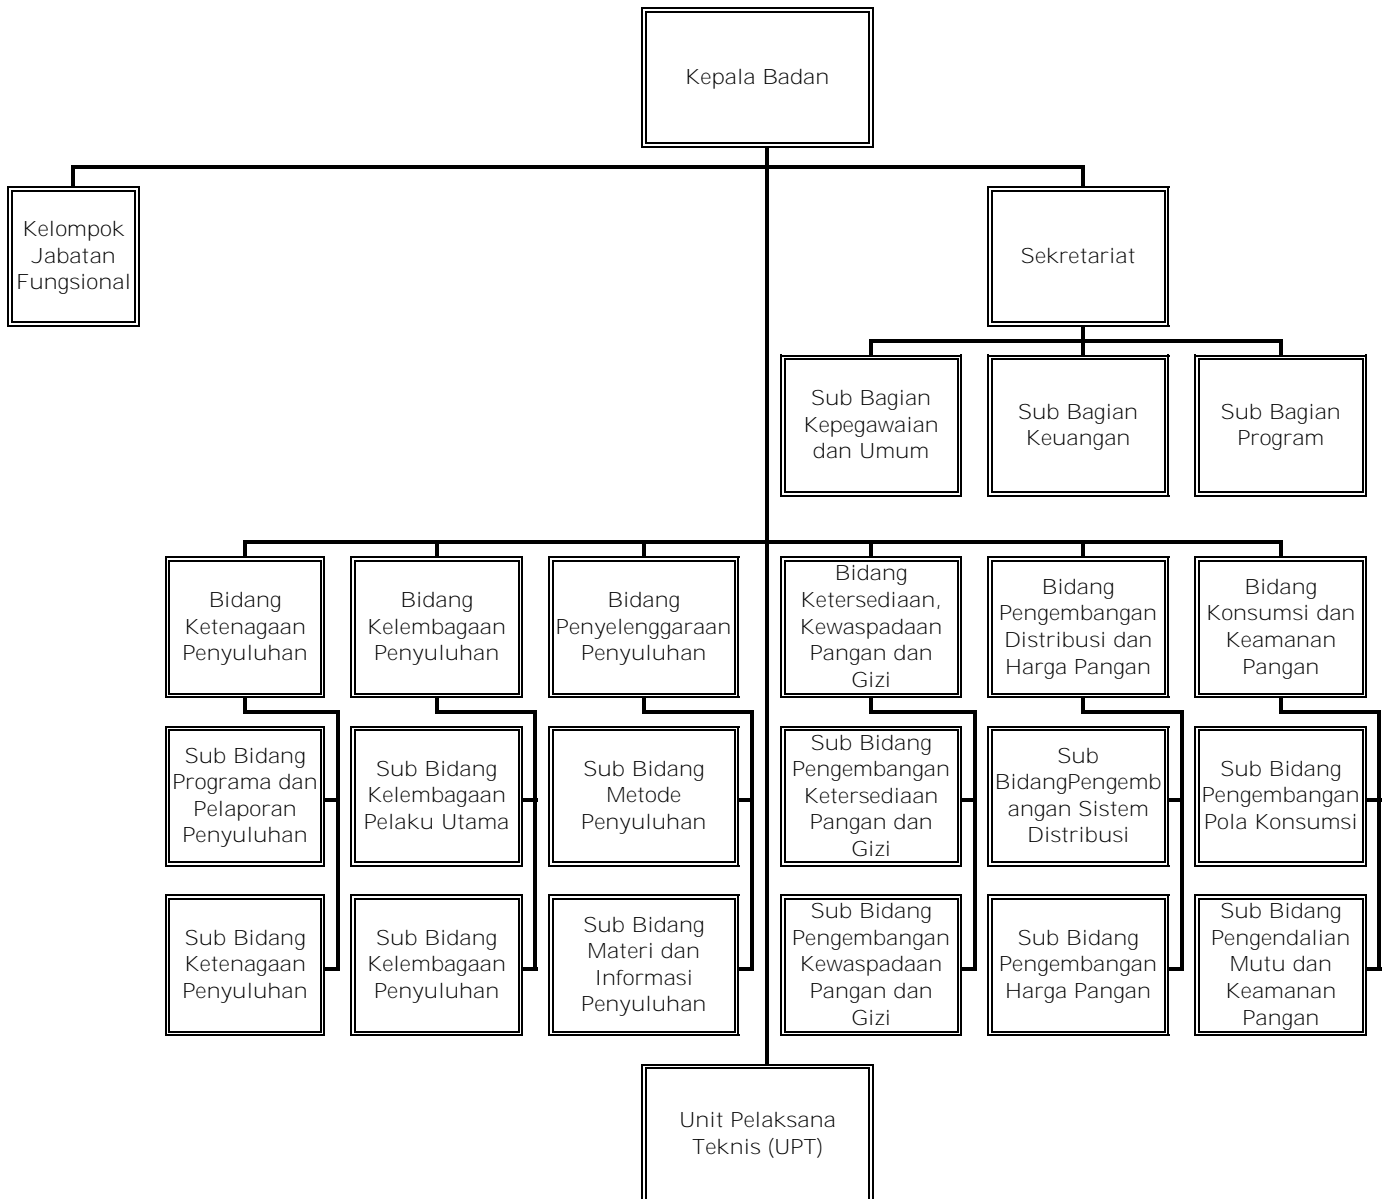 Kepala Badan
Kelompok
Jabatan
Fungsional
Sekretariat
Sub Bagian
Kepegawaian
dan Umum
Sub Bagian
Keuangan
Sub Bagian
Program
Bidang
Ketenagaan
Penyuluhan
Bidang
Kelembagaan
Penyuluhan
Bidang
Penyelenggaraan
Penyuluhan
Bidang
Ketersediaan,
Kewaspadaan
Pangan dan
Gizi
Bidang
Pengembangan
Distribusi dan
Harga Pangan
Bidang
Konsumsi dan
Keamanan
Pangan
Sub Bidang
Programa dan
Pelaporan
Penyuluhan
Sub Bidang
Kelembagaan
Pelaku Utama
Sub Bidang
Metode
Penyuluhan
Sub Bidang
Pengembangan
Ketersediaan
Pangan dan
Gizi
Sub
BidangPengemb
angan Sistem
Distribusi
Sub Bidang
Pengembangan
Pola Konsumsi
Sub Bidang
Ketenagaan
Penyuluhan
Sub Bidang
Kelembagaan
Penyuluhan
Sub Bidang
Materi dan
Informasi
Penyuluhan
Sub Bidang
Pengembangan
Kewaspadaan
Pangan dan
Gizi
Sub Bidang
Pengembangan
Harga Pangan
Sub Bidang
Pengendalian
Mutu dan
Keamanan
Pangan
Unit Pelaksana
Teknis (UPT)